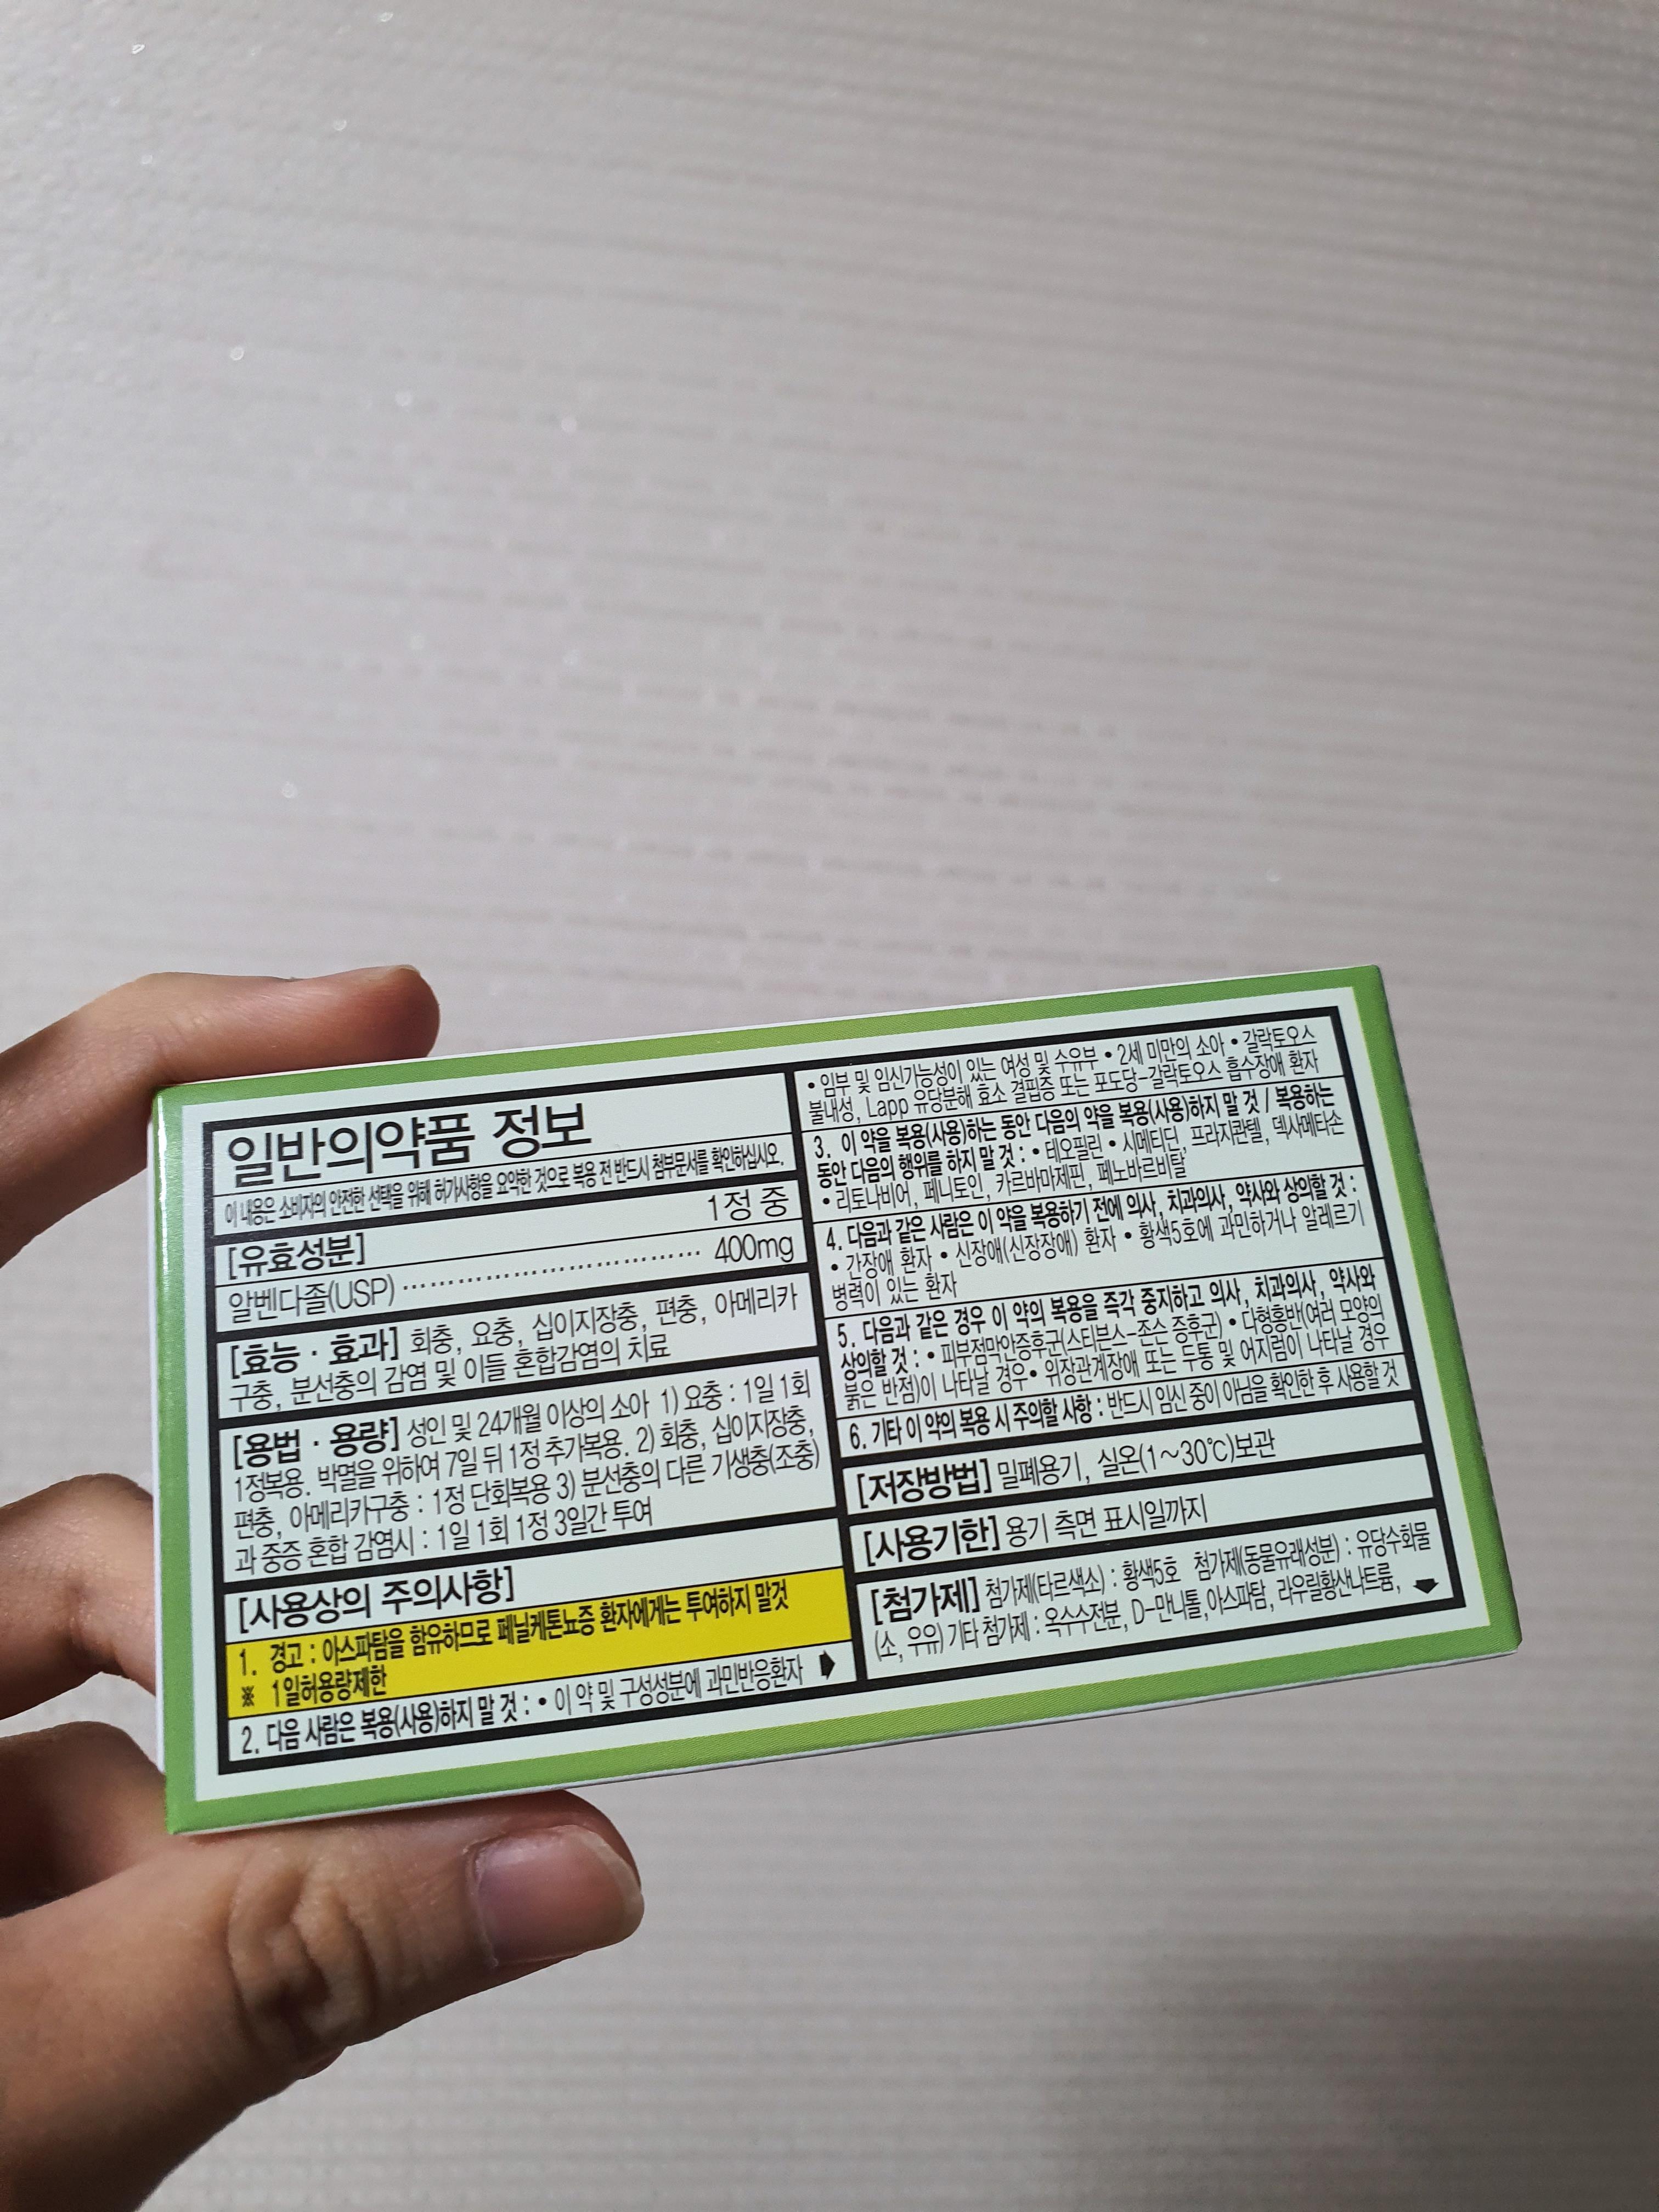 일반의약품 정보
이 내용은 소비자의 안전한 선택을 위해 허가사항을 요약한 것으로 복용 전 반드시 첨부문서를 확인하십시오.
[유효성분] 1정 중
알벤다졸(USP) ································ 400mg
[효능 · 효과] 회충, 요충, 십이지장충, 편충, 아메리카
구충, 분선충의 감염 및 이들 혼합감염의 치료
[용법 · 용량] 성인 및 24개월 이상의 소아 1) 요충 : 1일 1회
1정복용. 박멸을 위하여 7일 뒤 1정 추가복용. 2) 회충, 십이지장충,
편충, 아메리카구충 : 1정 단회복용 3) 분선충의 다른 기생충(조충)
과 중증 혼합 감염시 : 1일 1회 1정 3일간 투여
[사용상의 주의사항]
1. 경고 : 아스파탐을 함유하므로 페닐케톤뇨증 환자에게는 투여하지 말것
※ 1일허용량제한
2. 다음 사람은 복용(사용)하지 말 것 : • 이 약 및 구성성분에 과민반응환자
• 임부 및 임신가능성이 있는 여성 및 수유부 • 2세 미만의 소아 • 갈락토오스
불내성, Lapp 유당분해 효소 결핍증 또는 포도당-갈락토오스 흡수장애 환자
3. 이 약을 복용(사용)하는 동안 다음의 약을 복용(사용)하지 말 것 / 복용하는
동안 다음의 행위를 하지 말 것 : • 테오필린 • 시메티딘, 프라지콴텔, 덱사메타손
• 리토나비어, 페니토인, 카르바마제핀, 페노바르비탈
4. 다음과 같은 사람은 이 약을 복용하기 전에 의사, 치과의사, 약사와 상의할 것 :
• 간장애 환자 • 신장애(신장장애) 환자 • 황색5호에 과민하거나 알레르기
병력이 있는 환자
5. 다음과 같은 경우 이 약의 복용을 즉각 중지하고 의사, 치과의사, 약사와
상의할 것 : • 피부점막안증후군(스티븐스-존슨 증후군) • 다형홍반(여러 모양의
붉은 반점)이 나타날 경우 • 위장관계장애 또는 두통 및 어지럼이 나타날 경우
6. 기타 이 약의 복용 시 주의할 사항 : 반드시 임신 중이 아님을 확인한 후 사용할 것
[저장방법] 밀폐용기, 실온(1~30℃)보관
[사용기한] 용기 측면 표시일까지
[첨가제] 첨가제(타르색소) : 황색5호 첨가제(동물유래성분) : 유당수화물
(소, 우유) 기타 첨가제 : 옥수수전분, D-만니톨, 아스파탐, 라우릴황산나트륨,